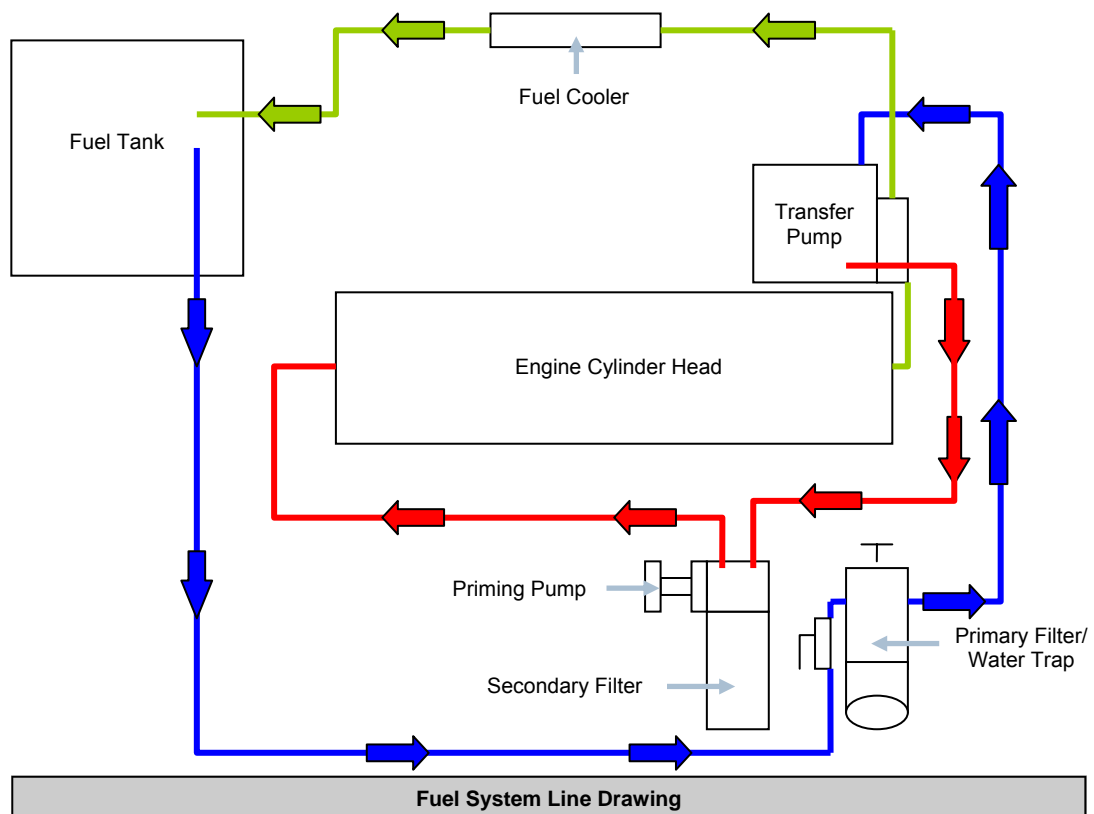 Fuel Cooler
Fuel Tank
Transfer
Pump
Engine Cylinder Head
Priming Pump
Primary Filter/
Water Trap
Secondary Filter
Fuel System Line Drawing